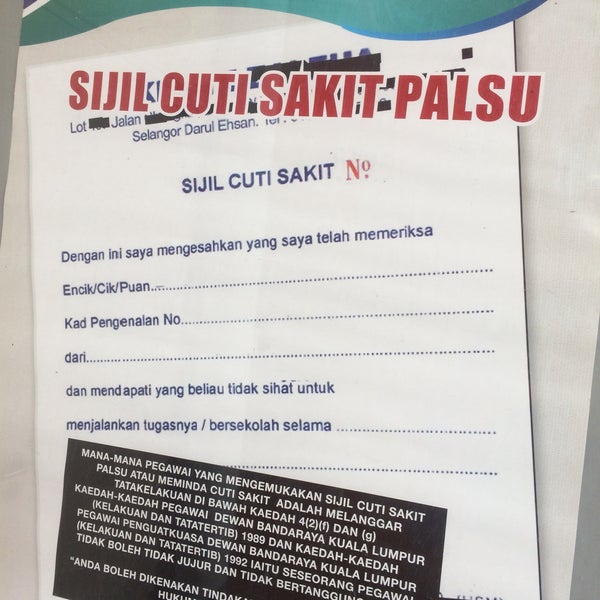 SIJIL CUTI SAKIT PALSU
Lot Jalan
Selangor Darul Ehsan.
SIJIL CUTI SAKIT Nº
Dengan ini saya mengesahkan yang saya telah memeriksa
Encik/Cik/Puan
Kad Pengenalan No.
dari
dan mendapati yang beliau tidak sihat untuk
menjalankan tugasnya / bersekolah selama
MANA-MANA PEGAWAI YANG MENGEMUKAKAN SIJIL CUTI SAKIT
PALSU ATAU MEMINDA CUTI SAKIT ADALAH MELANGGAR
TATAKELAKUAN DI BAWAH KAEDAH 4(2)(f) DAN (g)
KAEDAH-KAEDAH PEGAWAI DEWAN BANDARAYA KUALA LUMPUR
(KELAKUAN DAN TATATERTIB) 1989 DAN KAEDAH-KAEDAH
PEGAWAI PENGUATKUASA DEWAN BANDARAYA KUALA LUMPUR
(KELAKUAN DAN TATATERTIB) 1992 IAITU SESEORANG PEGAWAI
TIDAK BOLEH TIDAK JUJUR DAN TIDAK BERTANGGUNG
"ANDA BOLEH DIKENAKAN TINDAKAN
HUKUM